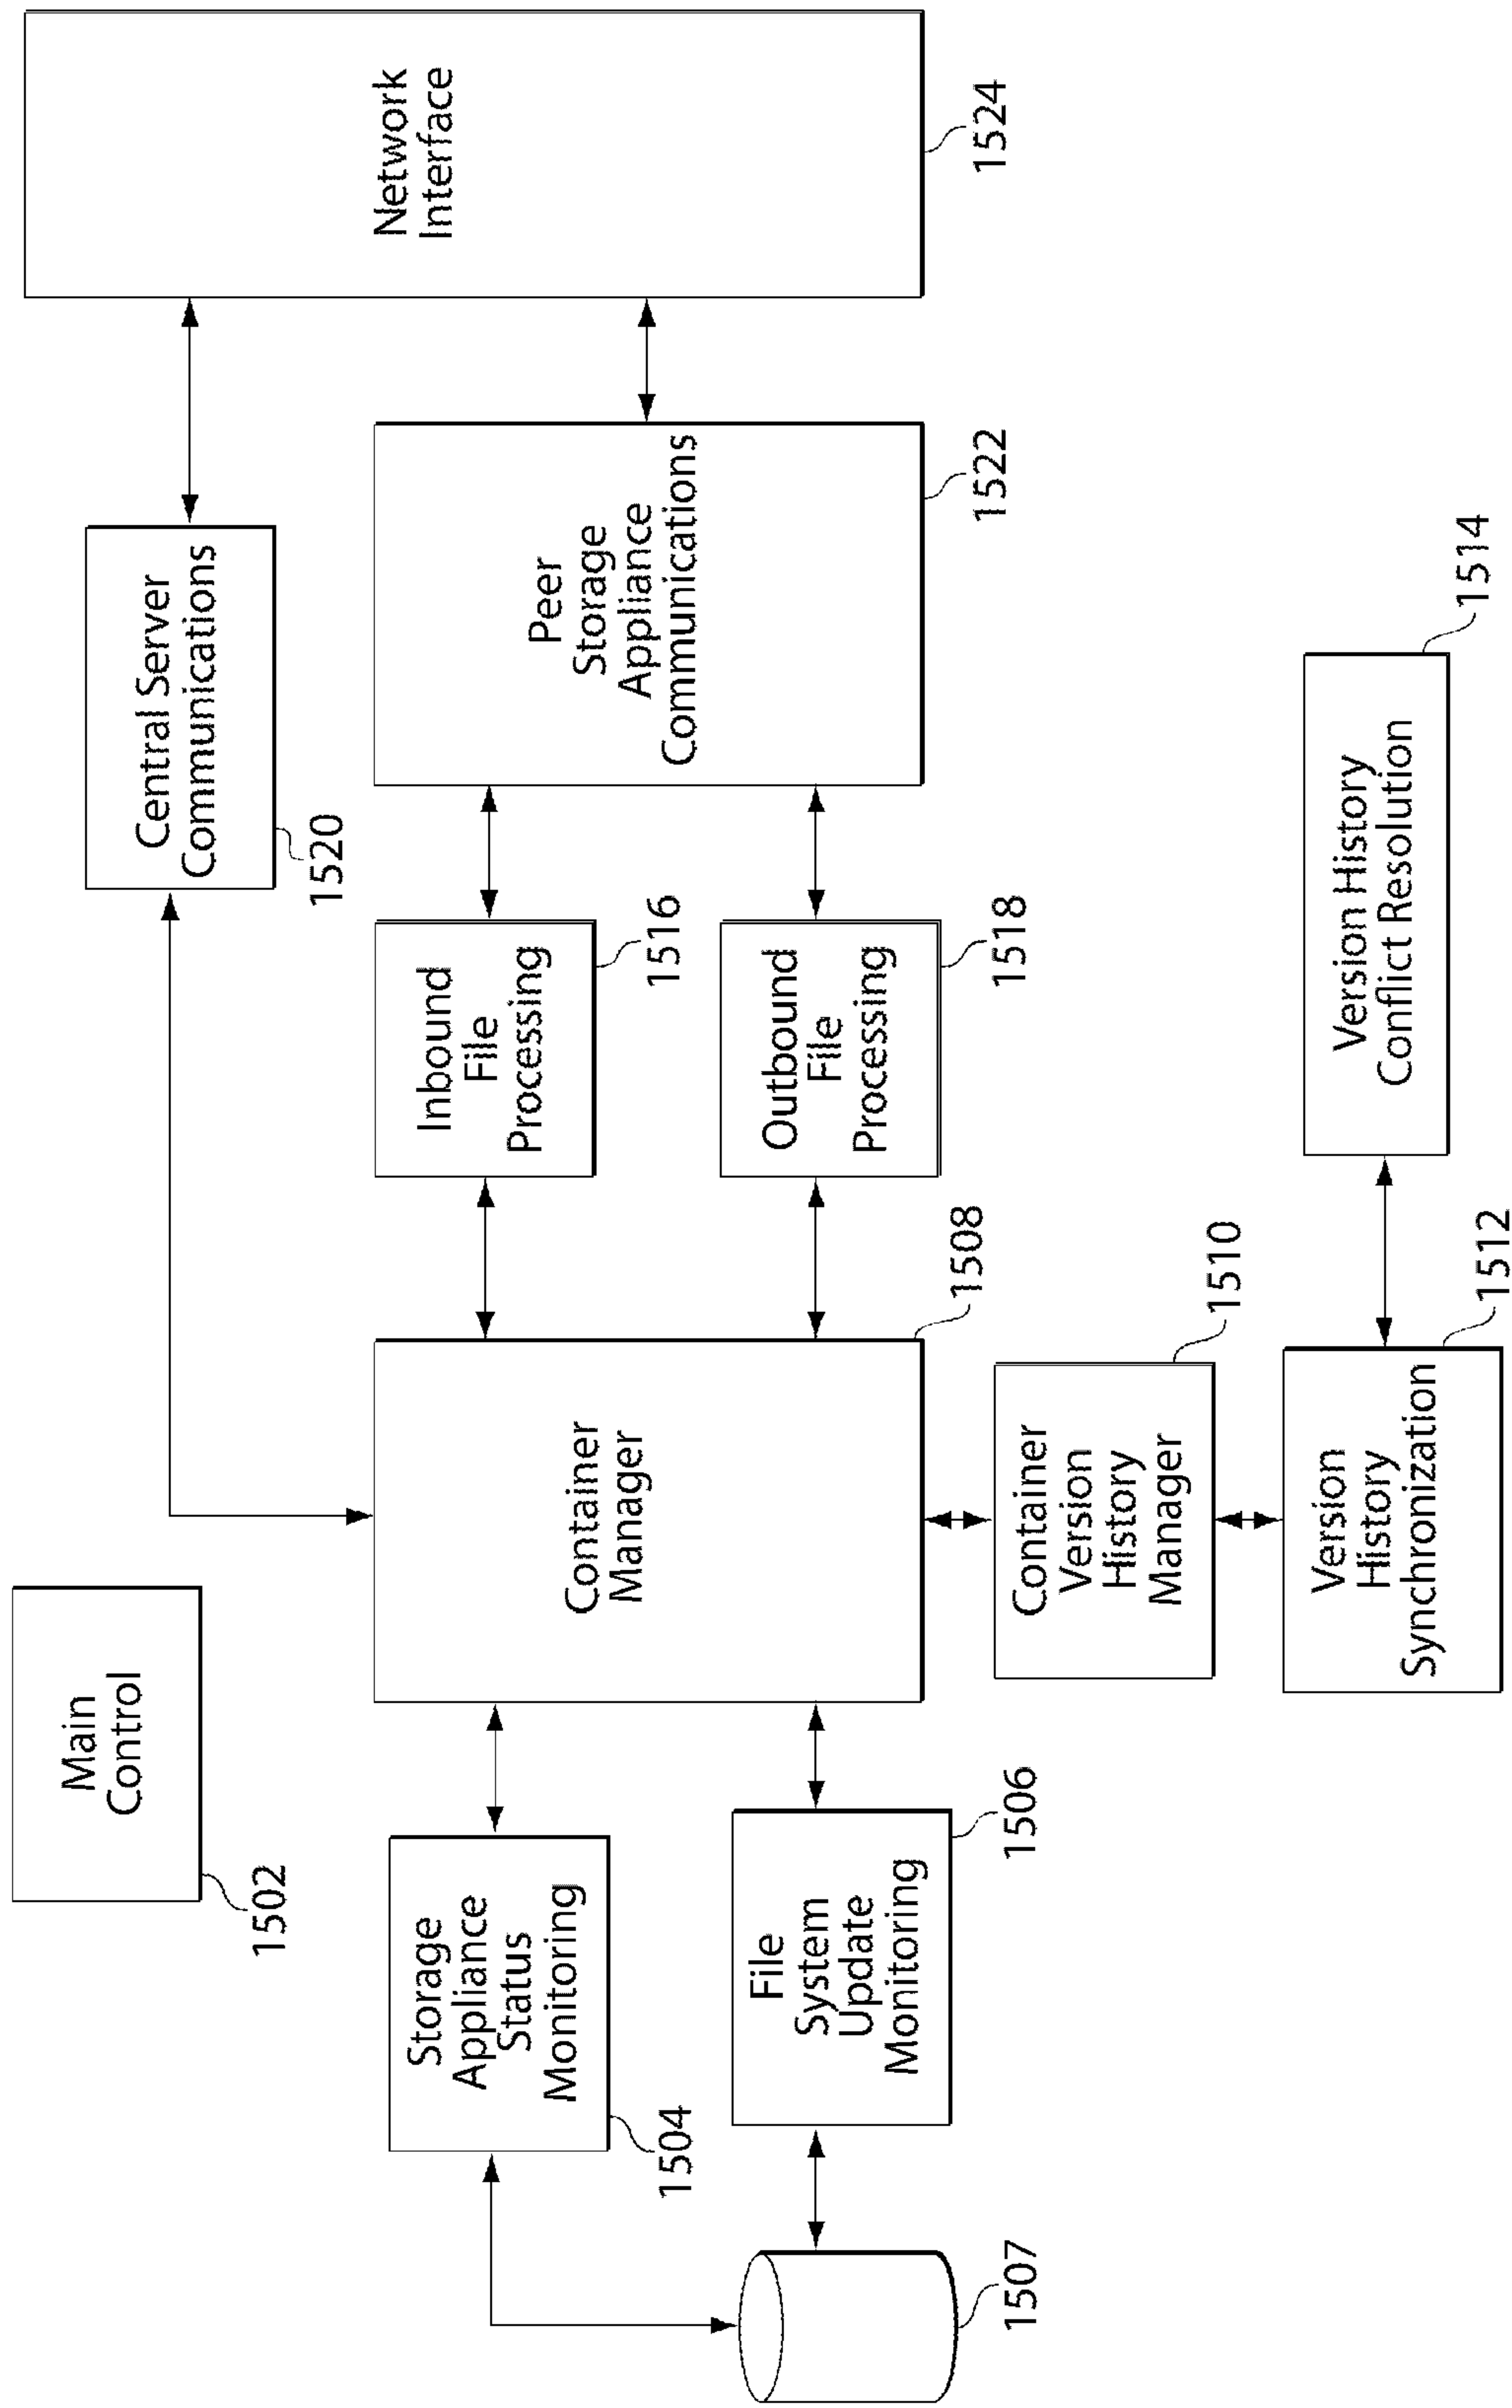 Main
Control
1502
Central Server
Communications
1520
Network
Interface
1524
Storage
Appliance
Status
Monitoring
1504
File
System
Update
Monitoring
1506
1507
Container
Manager
1508
Inbound
File
Processing
1516
Outbound
File
Processing
1518
Peer
Storage
Appliance
Communications
1522
Container
Version
History
Manager
1510
Version
History
Synchronization
1512
Version History
Conflict Resolution
1514